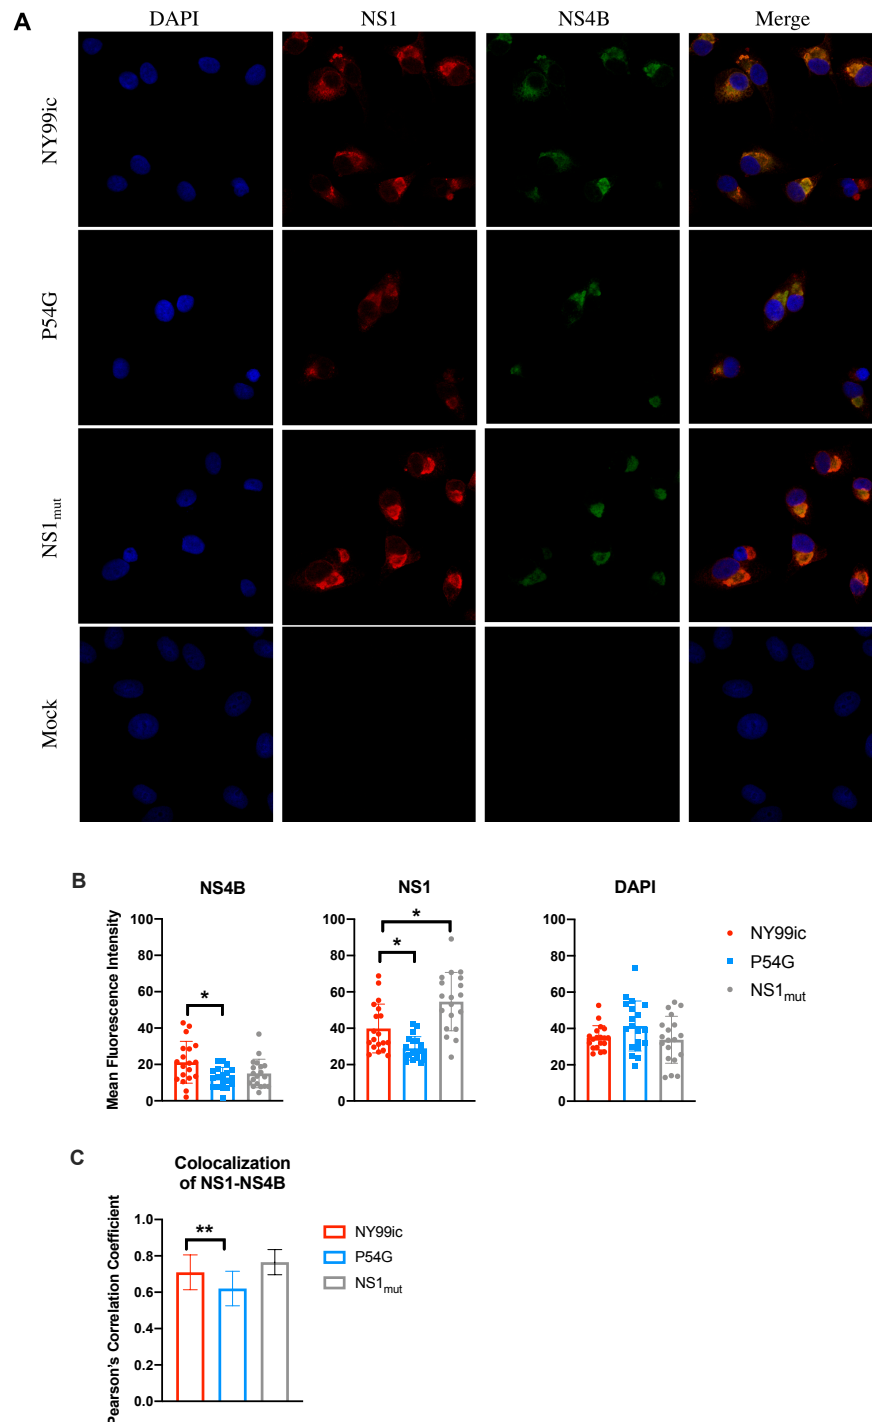 A
DAPI NS1 NS4B Merge
NY99ic
P54G
NS1mut
Mock
B
NS4B NS1 DAPI
Mean Fluorescence Intensity
100 100 100
80 80 80
60 60 60
40 40 40
20 20 20
0 0 0
* * *
NY99ic
P54G
NS1mut
C
Colocalization
of NS1-NS4B
Pearson's Correlation Coefficient
1.0
0.8
0.6
0.4
0.2
0.0
**
NY99ic
P54G
NS1mut